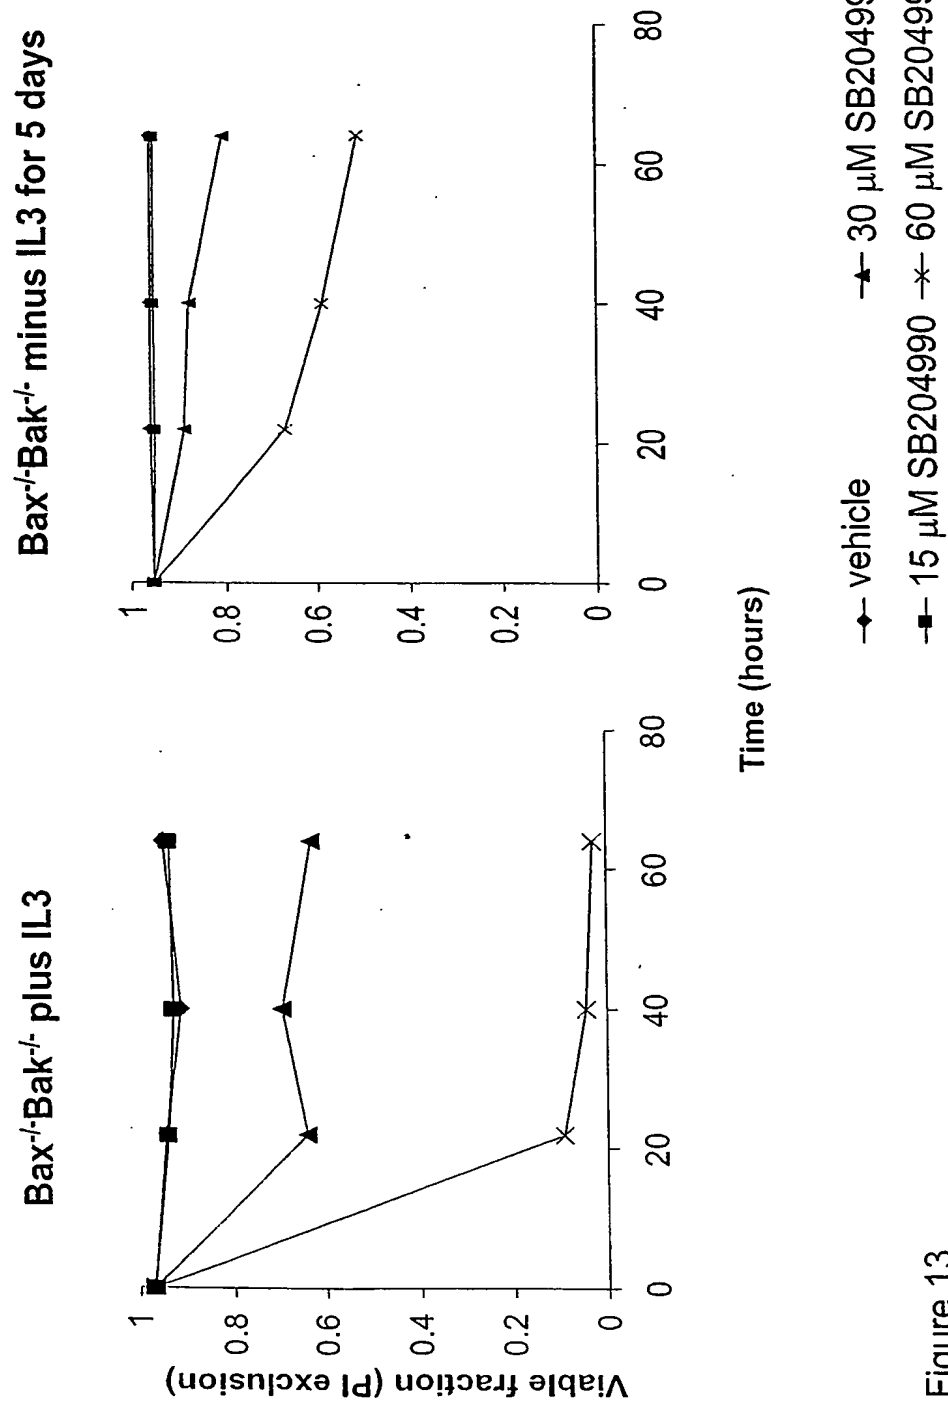 Bax-/-Bak-/- plus IL3
Bax-/-Bak-/- minus IL3 for 5 days
Viable fraction (PI exclusion)
1
0.8
0.6
0.4
0.2
0
0
20
40
60
80
1
0.8
0.6
0.4
0.2
0
0
20
40
60
80
Time (hours)
vehicle
30 µM SB20499
15 µM SB204990
60 µM SB20499
Figure 13